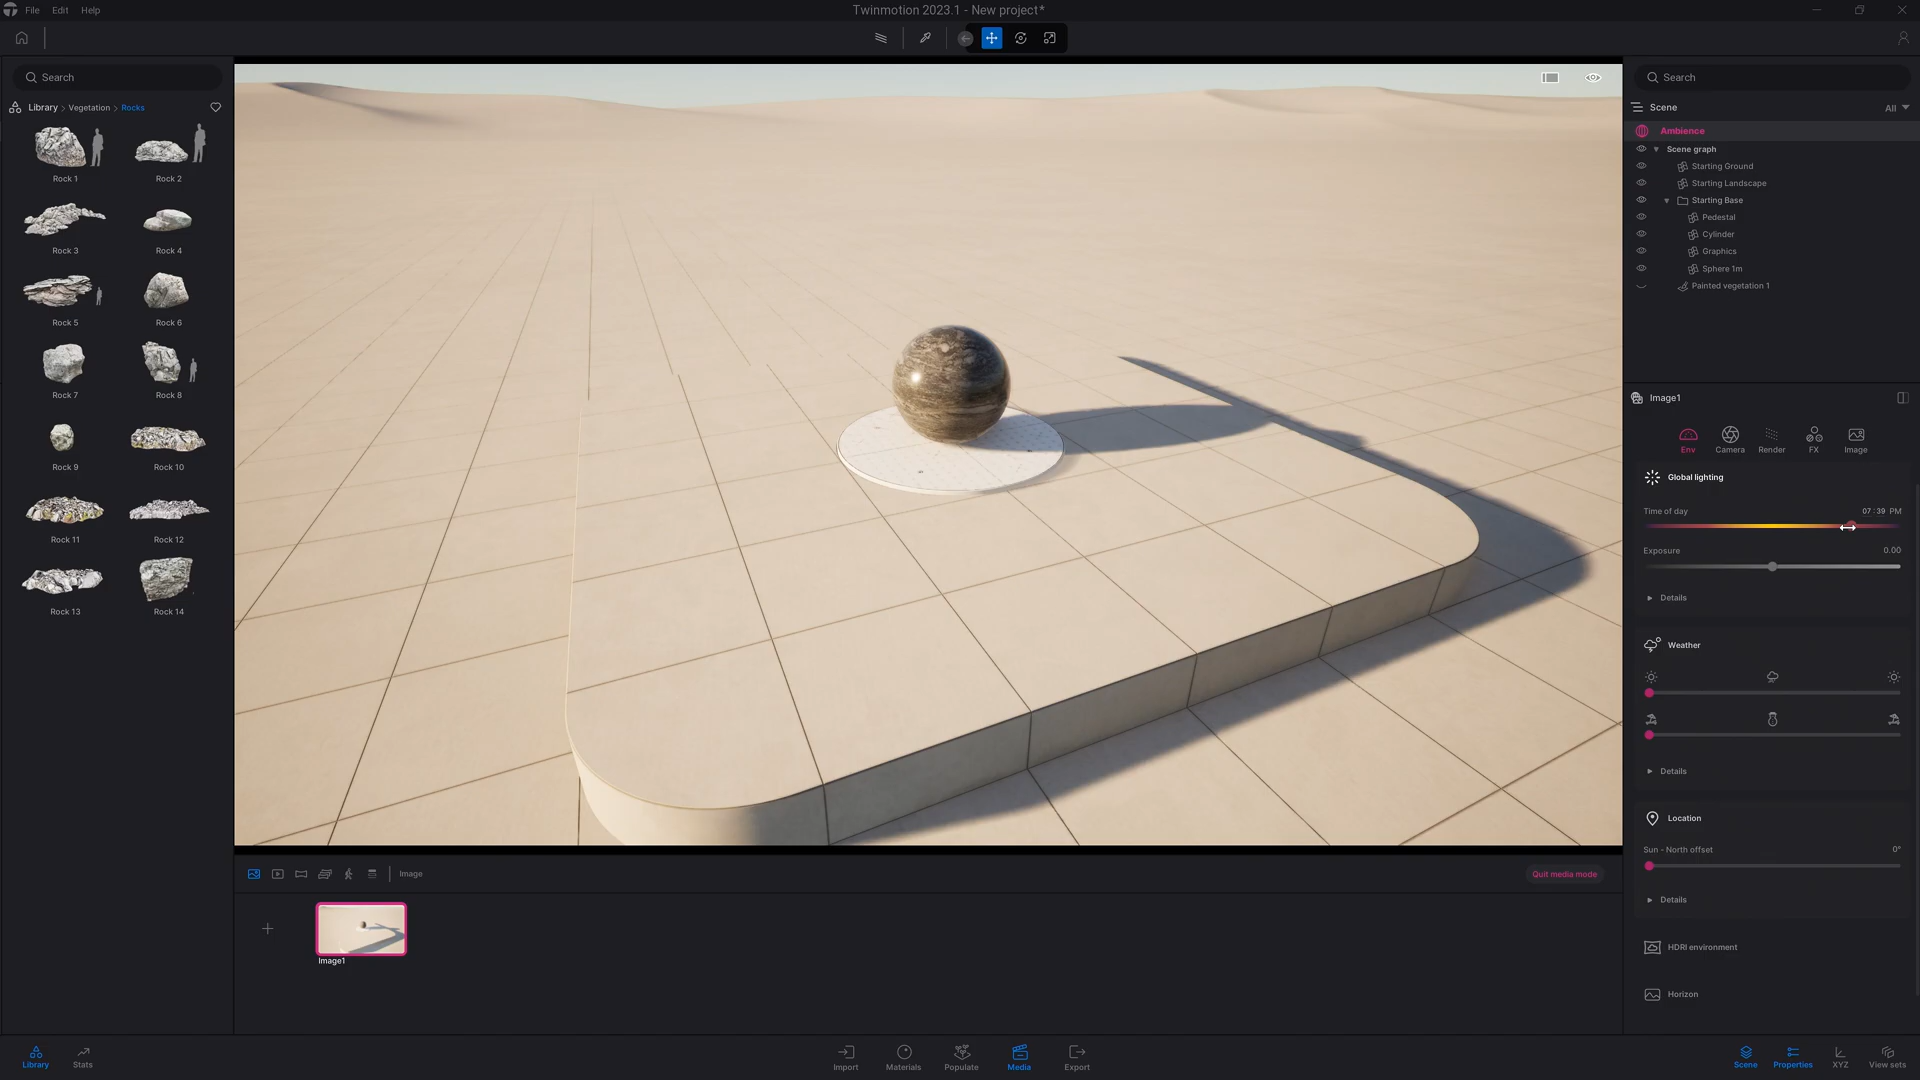 File Edit Help
Twinmotion 2023.1 - New project*
Search
Library > Vegetation > Rocks
Rock 1
Rock 2
Rock 3
Rock 4
Rock 5
Rock 6
Rock 7
Rock 8
Rock 9
Rock 10
Rock 11
Rock 12
Rock 13
Rock 14
Search
Scene
All
Ambience
Scene graph
Starting Ground
Starting Landscape
Starting Base
Pedestal
Cylinder
Graphics
Sphere 1m
Painted vegetation 1
Image1
Env
Camera
Render
FX
Image
Global lighting
Time of day
07:39 PM
Exposure
0.00
Details
Weather
Details
Location
Sun - North offset
0°
Details
HDRI environment
Horizon
Image
Quit media mode
Image1
Library
Stats
Import
Materials
Populate
Media
Export
Scene
Properties
XYZ
View sets